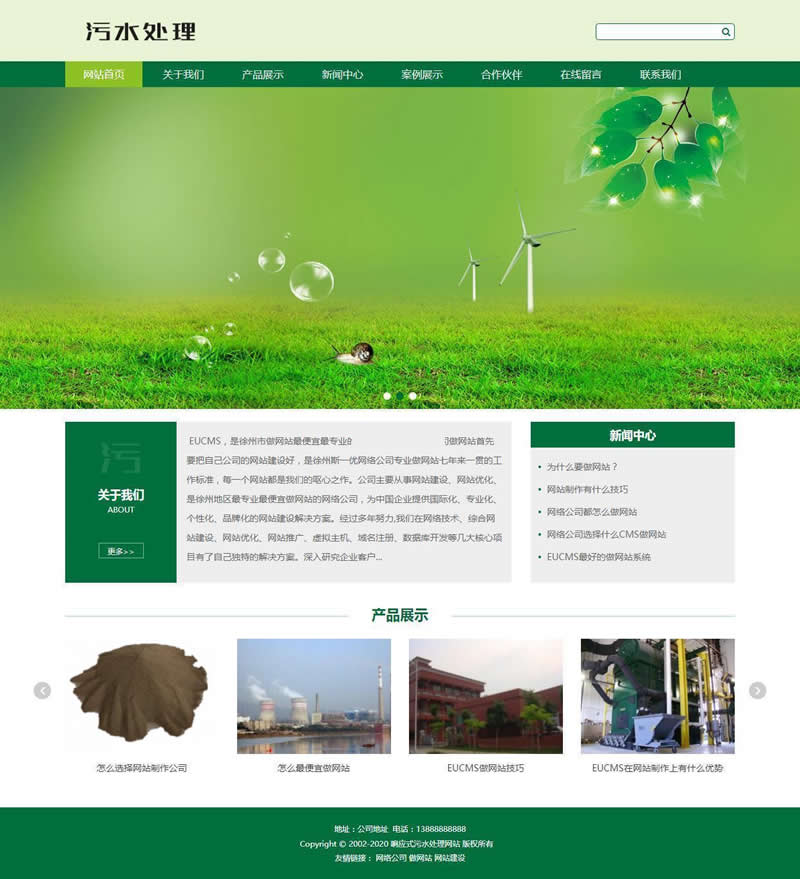 污水处理
网站首页 关于我们 产品展示 新闻中心 案例展示 合作伙伴 在线留言 联系我们
污
关于我们
ABOUT
更多>>
EUCMS，是徐州市做网站最便宜最专业的 做网站首先
要把自己公司的网站建设好，是徐州斯一优网络公司专业做网站七年来一贯的工
作标准，每一个网站都是我们的呕心之作。公司主要从事网站建设、网站优化、
是徐州地区最专业最便宜做网站的网络公司，为中国企业提供国际化、专业化、
个性化、品牌化的网站建设解决方案。经过多年努力,我们在网络技术、综合网
站建设、网站优化、网站推广、虚拟主机、域名注册、数据库开发等几大核心项
目有了自己独特的解决方案。深入研究企业客户...
新闻中心
• 为什么要做网站？
• 网站制作有什么技巧
• 网络公司都怎么做网站
• 网络公司选择什么CMS做网站
• EUCMS最好的做网站系统
产品展示
怎么选择网站制作公司
怎么最便宜做网站
EUCMS做网站技巧
EUCMS在网站制作上有什么优势
地址：公司地址 电话：13888888888
Copyright © 2002-2020 响应式污水处理网站 版权所有
友情链接： 网络公司 做网站 网站建设